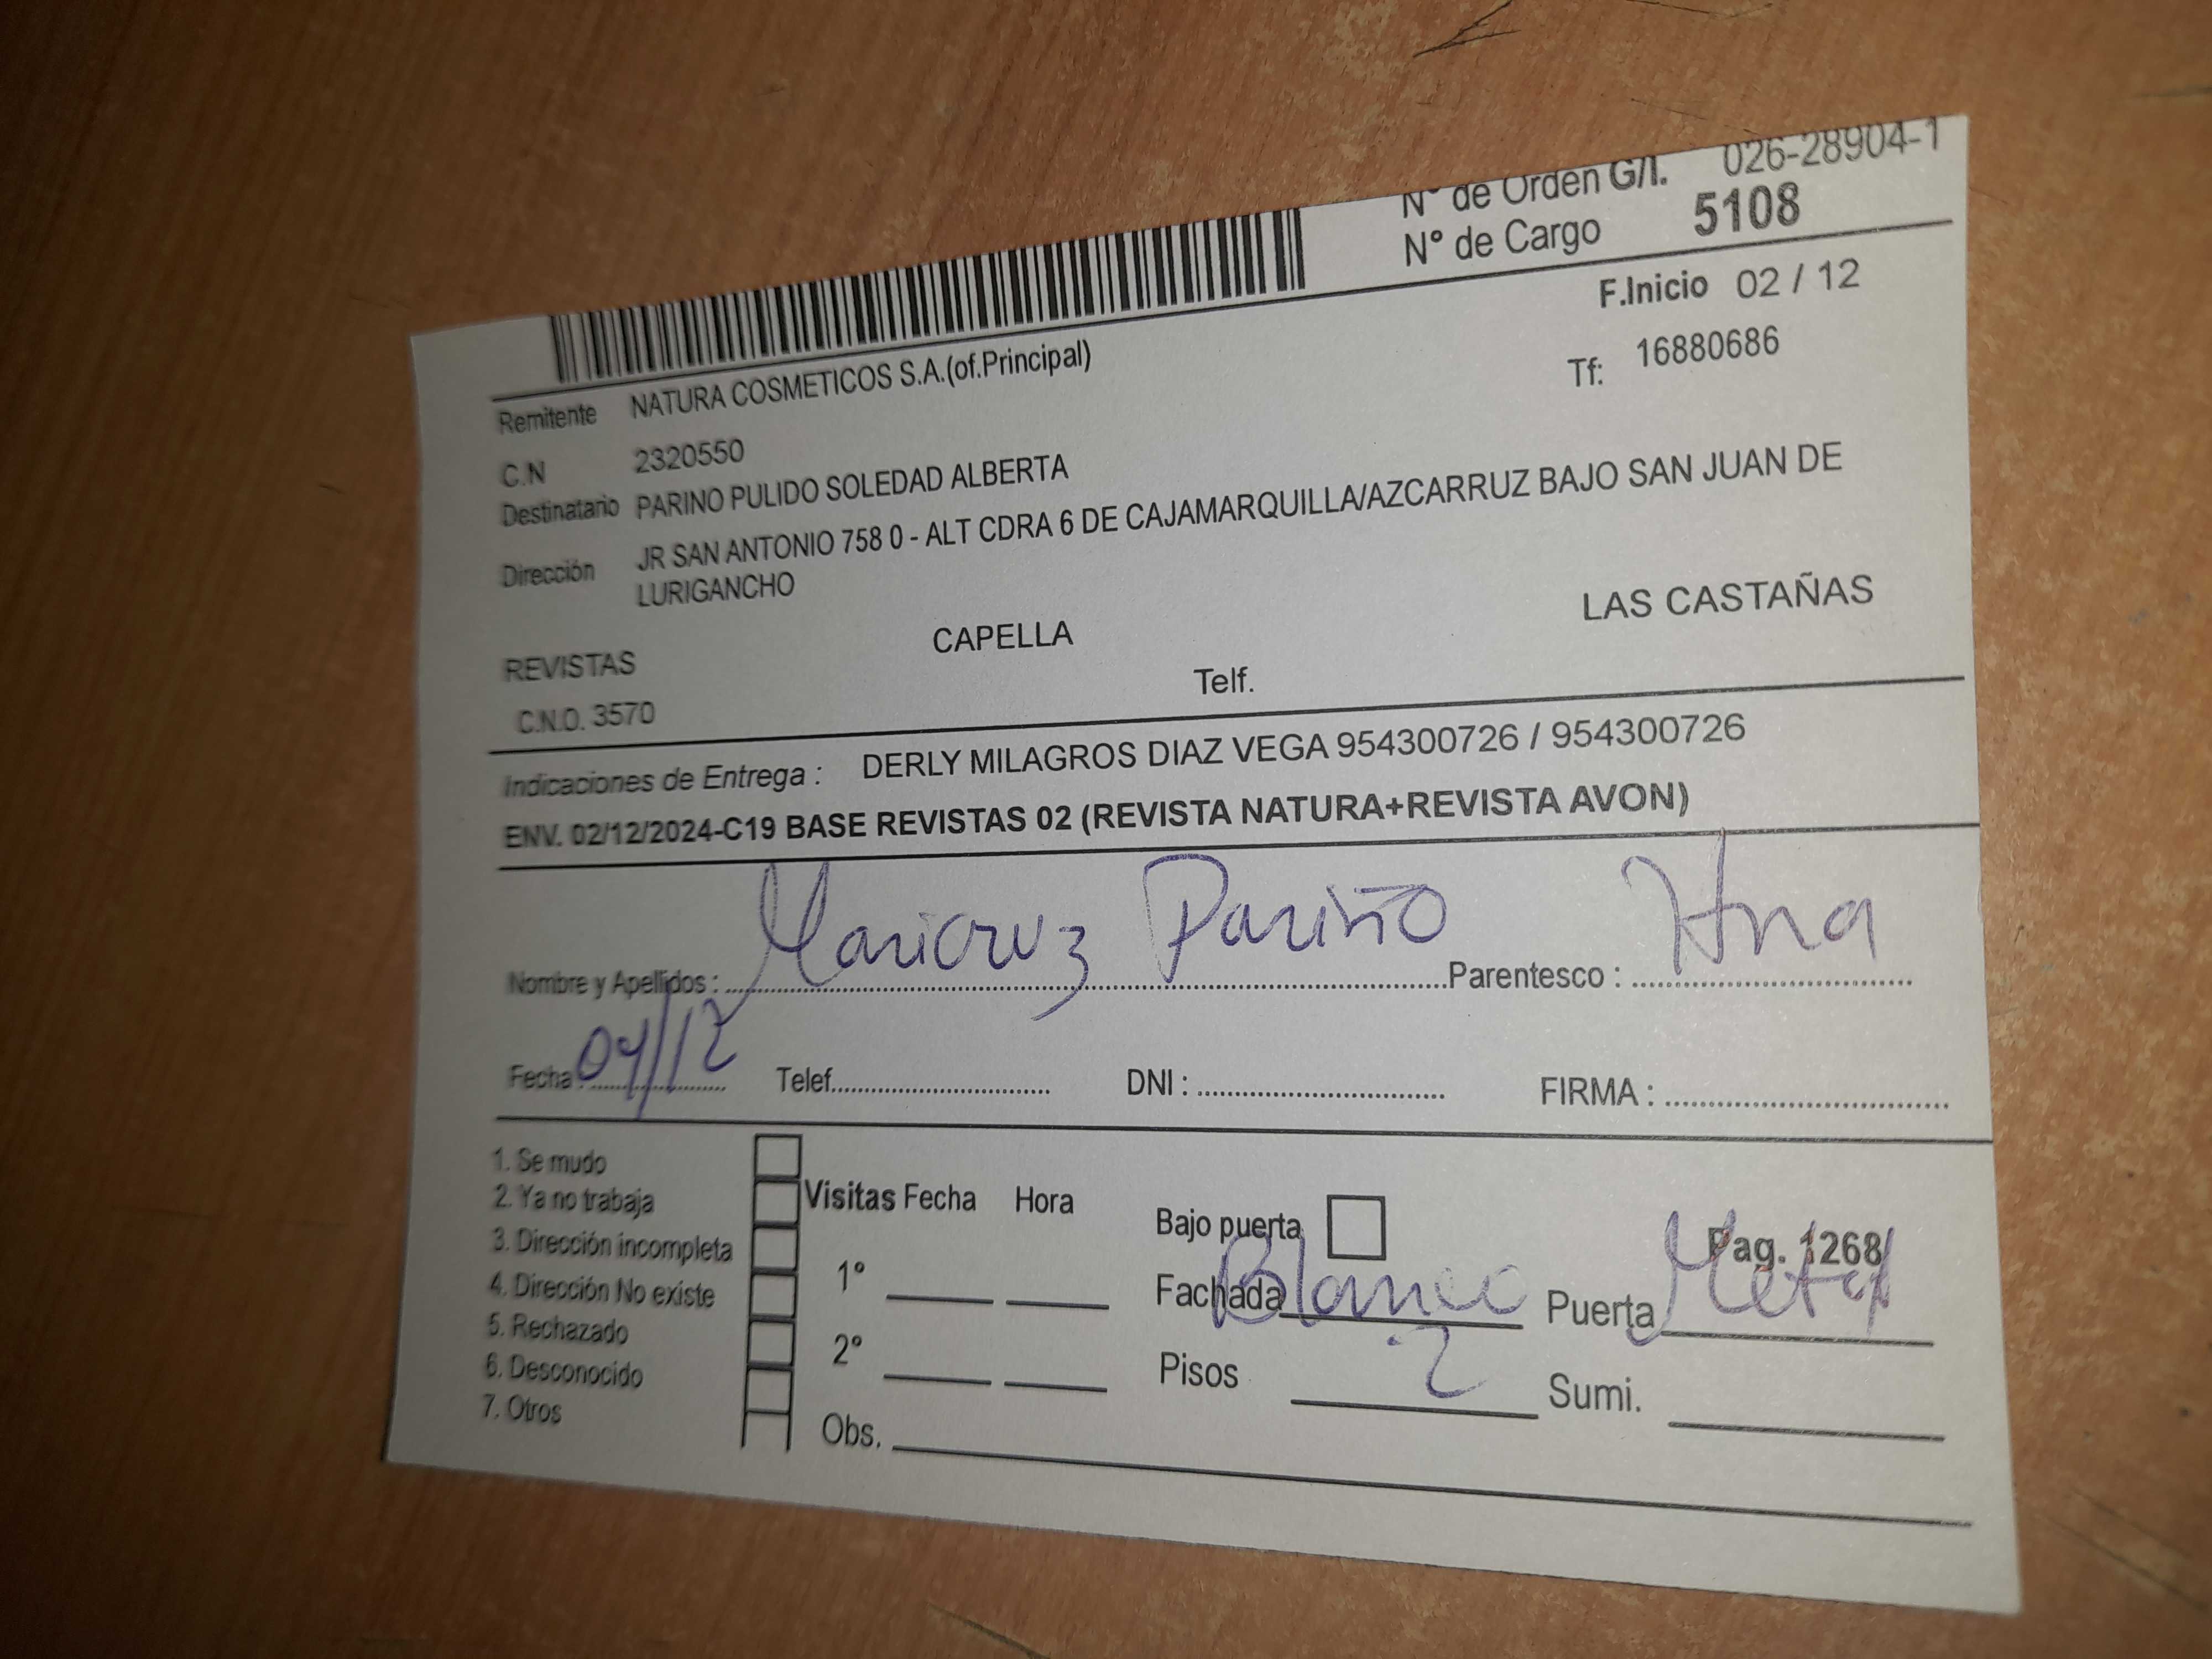 N° de Orden G/I. 026-28904-1
N° de Cargo 5108
F.Inicio 02 / 12
Remitente NATURA COSMETICOS S.A.(of.Principal) Tf: 16880686
C.N 2320550
Destinatario PARINO PULIDO SOLEDAD ALBERTA
Dirección JR SAN ANTONIO 758 0 - ALT CDRA 6 DE CAJAMARQUILLA/AZCARRUZ BAJO SAN JUAN DE
LURIGANCHO
REVISTAS CAPELLA LAS CASTAÑAS
C.N.O. 3570 Telf.
Indicaciones de Entrega : DERLY MILAGROS DIAZ VEGA 954300726 / 954300726
ENV. 02/12/2024-C19 BASE REVISTAS 02 (REVISTA NATURA+REVISTA AVON)
Nombre y Apellidos : Maricruz Pariño Parentesco : Hna
Fecha : 04/12 Telef. DNI : FIRMA :
1. Se mudo
2. Ya no trabaja
3. Dirección incompleta
4. Dirección No existe
5. Rechazado
6. Desconocido
7. Otros
Visitas Fecha Hora
1°
2°
Obs.
Bajo puerta Pag. 1268/
Fachada Blanco Puerta Metal
Pisos 2 Sumi.